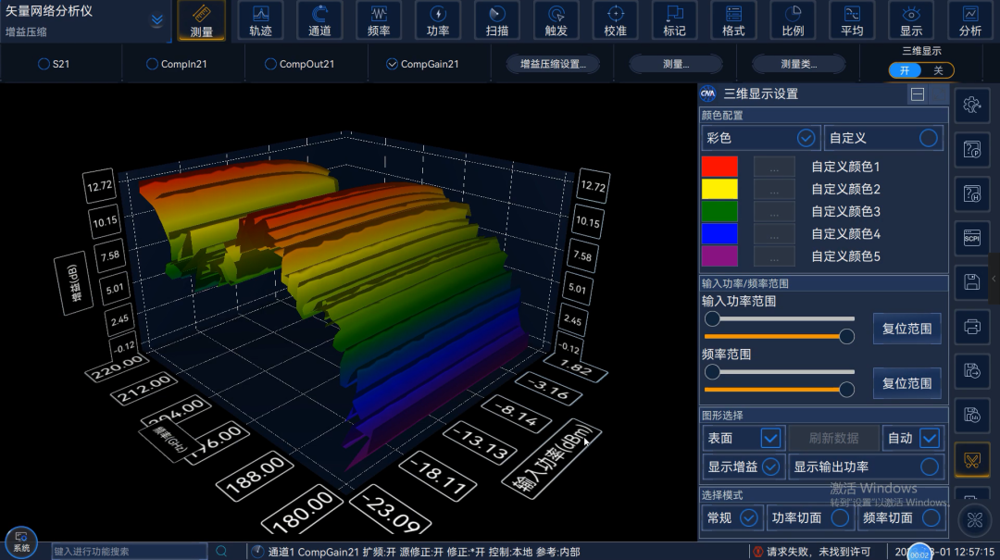 矢量网络分析仪
增益压缩
测量 轨迹 通道 频率 功率 扫描 触发 校准 标记 格式 比例 平均 显示 分析
S21 CompIn21 CompOut21 CompGain21 增益压缩设置... 测量... 测量类...
三维显示
开 关
CNA 三维显示设置
颜色配置
彩色 自定义
... 自定义颜色1
... 自定义颜色2
... 自定义颜色3
... 自定义颜色4
... 自定义颜色5
SCPI
输入功率/频率范围
输入功率范围
复位范围
频率范围
复位范围
图形选择
表面 刷新数据 自动
显示增益 显示输出功率
选择模式
常规 功率切面 频率切面
激活 Windows
转到"设置"以激活 Windows。
12.72
10.15
7.58
5.01
2.45
-0.12
增益(dB)
12.72
10.15
7.58
5.01
2.45
-0.12
220.00
212.00
204.00
196.00
188.00
180.00
频率(GHz)
1.82
-3.16
-8.14
-13.13
-18.11
-23.09
输入功率(dBm)
系统 键入进行功能搜索 通道1 CompGain21 扩频:开 源修正:开 修正:*开 控制:本地 参考:内部 请求失败，未找到许可 00:02 -01 12:57:15